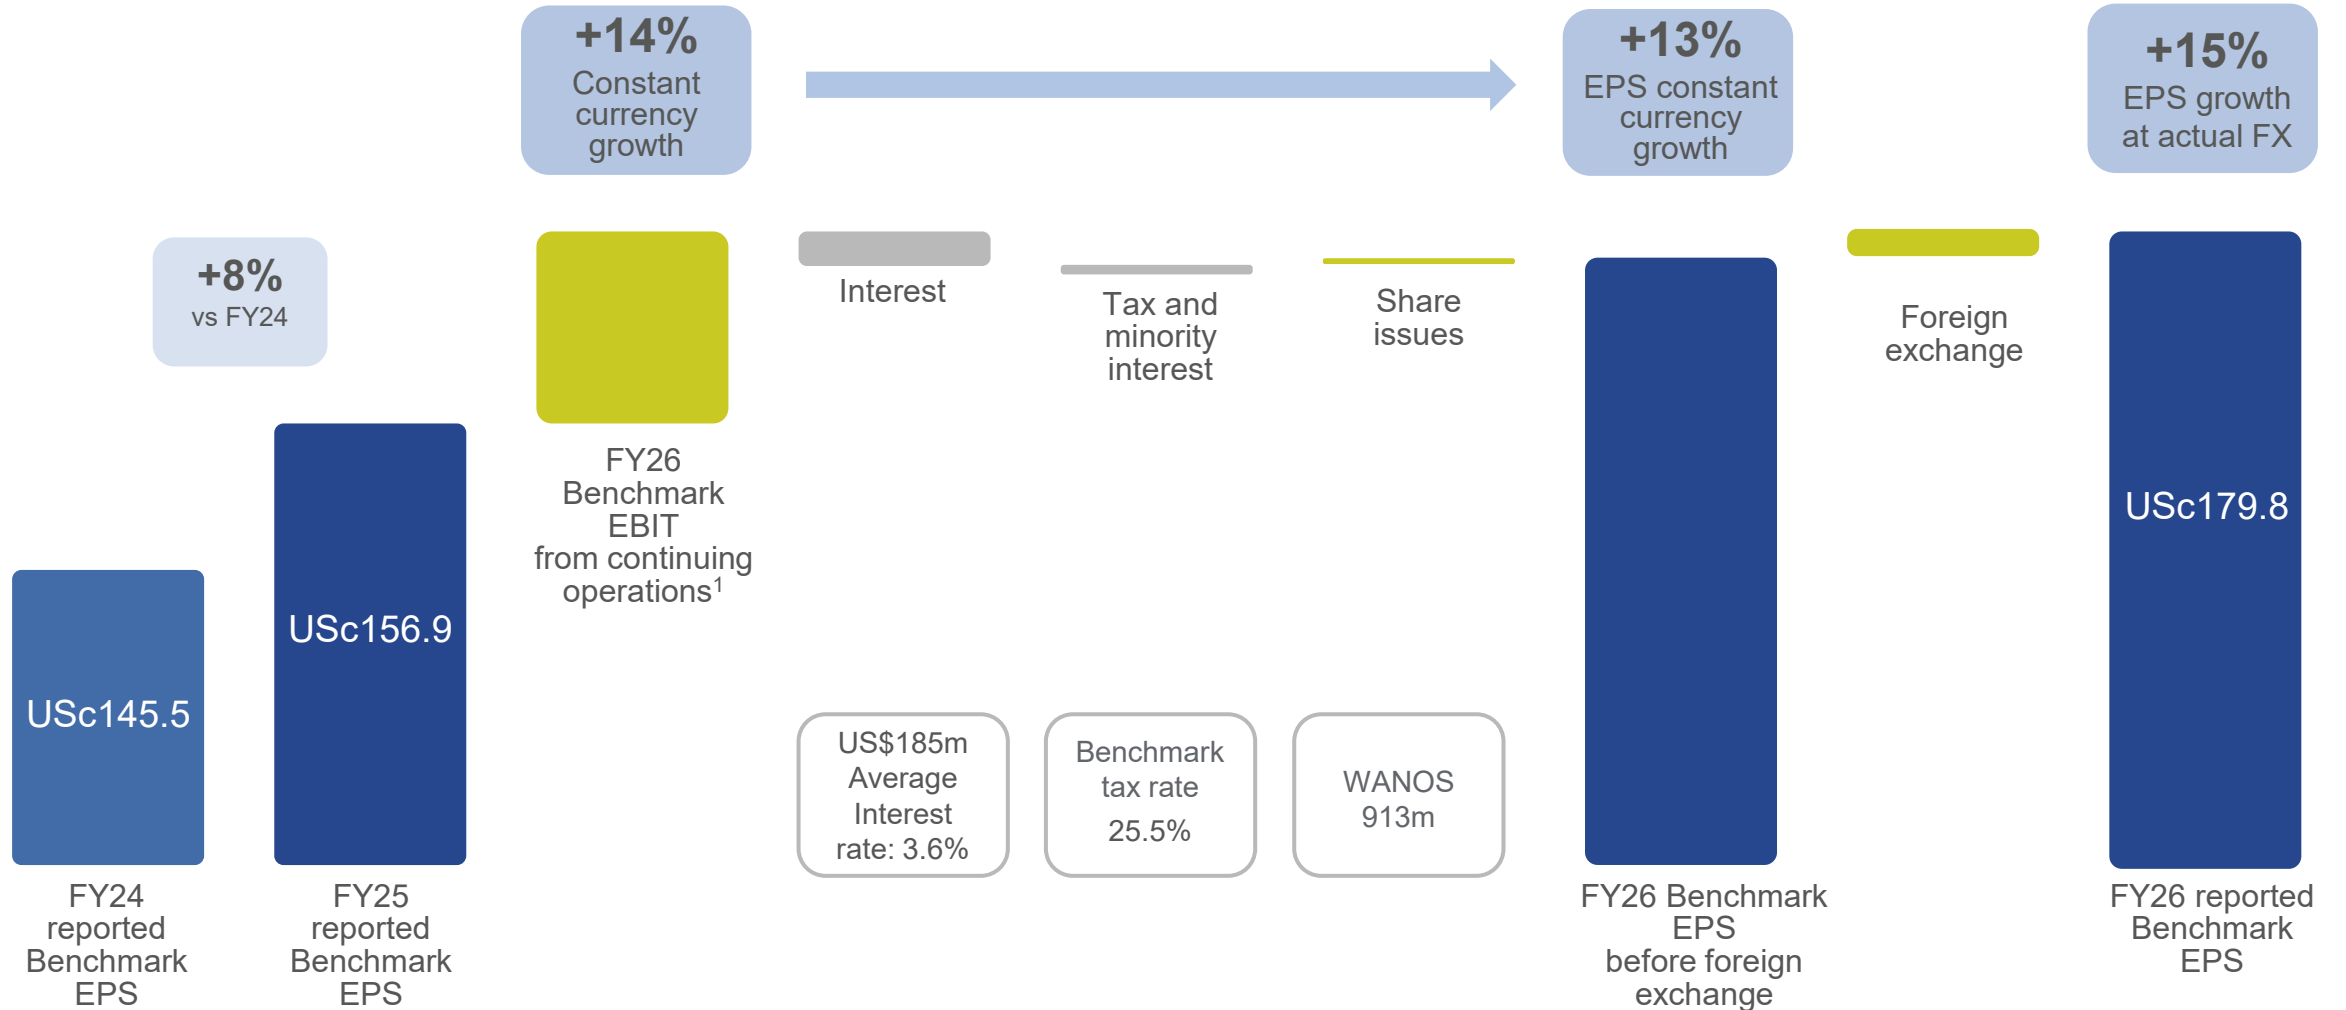 +14%
Constant
currency
growth
+13%
EPS constant
currency
growth
+15%
EPS growth
at actual FX
+8%
vs FY24
Interest
Tax and
minority
interest
Share
issues
Foreign
exchange
FY26
Benchmark
EBIT
from continuing
operations¹
USc145.5
USc156.9
USc179.8
US$185m
Average
Interest
rate: 3.6%
Benchmark
tax rate
25.5%
WANOS
913m
FY24
reported
Benchmark
EPS
FY25
reported
Benchmark
EPS
FY26 Benchmark
EPS
before foreign
exchange
FY26 reported
Benchmark
EPS